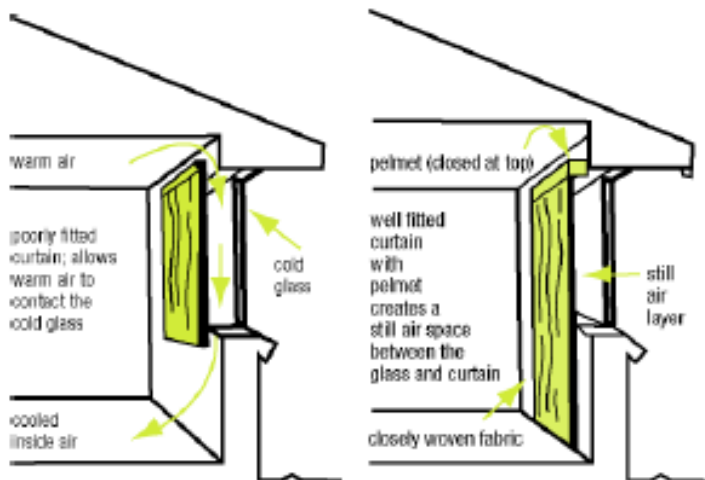 warm air
poorly fitted
curtain; allows
warm air to
contact the
cold glass
cold
glass
cooled
inside air
pelmet (closed at top)
well fitted
curtain
with
pelmet
creates a
still air space
between the
glass and curtain
still
air
layer
closely woven fabric